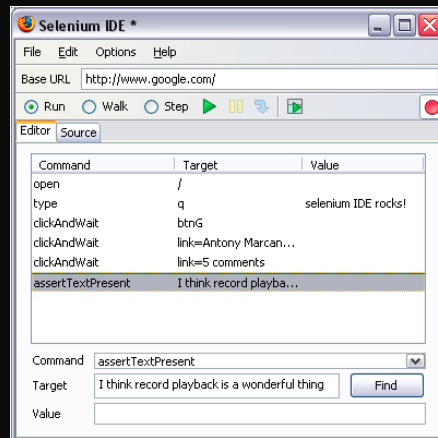 Selenium IDE *
File Edit Options Help
Base URL http://www.google.com/
Run Walk Step
Editor Source
Command Target Value
open /
type q selenium IDE rocks!
clickAndWait btnG
clickAndWait link=Antony Marcan...
clickAndWait link=5 comments
assertTextPresent I think record playba...
Command assertTextPresent
Target I think record playback is a wonderful thing Find
Value